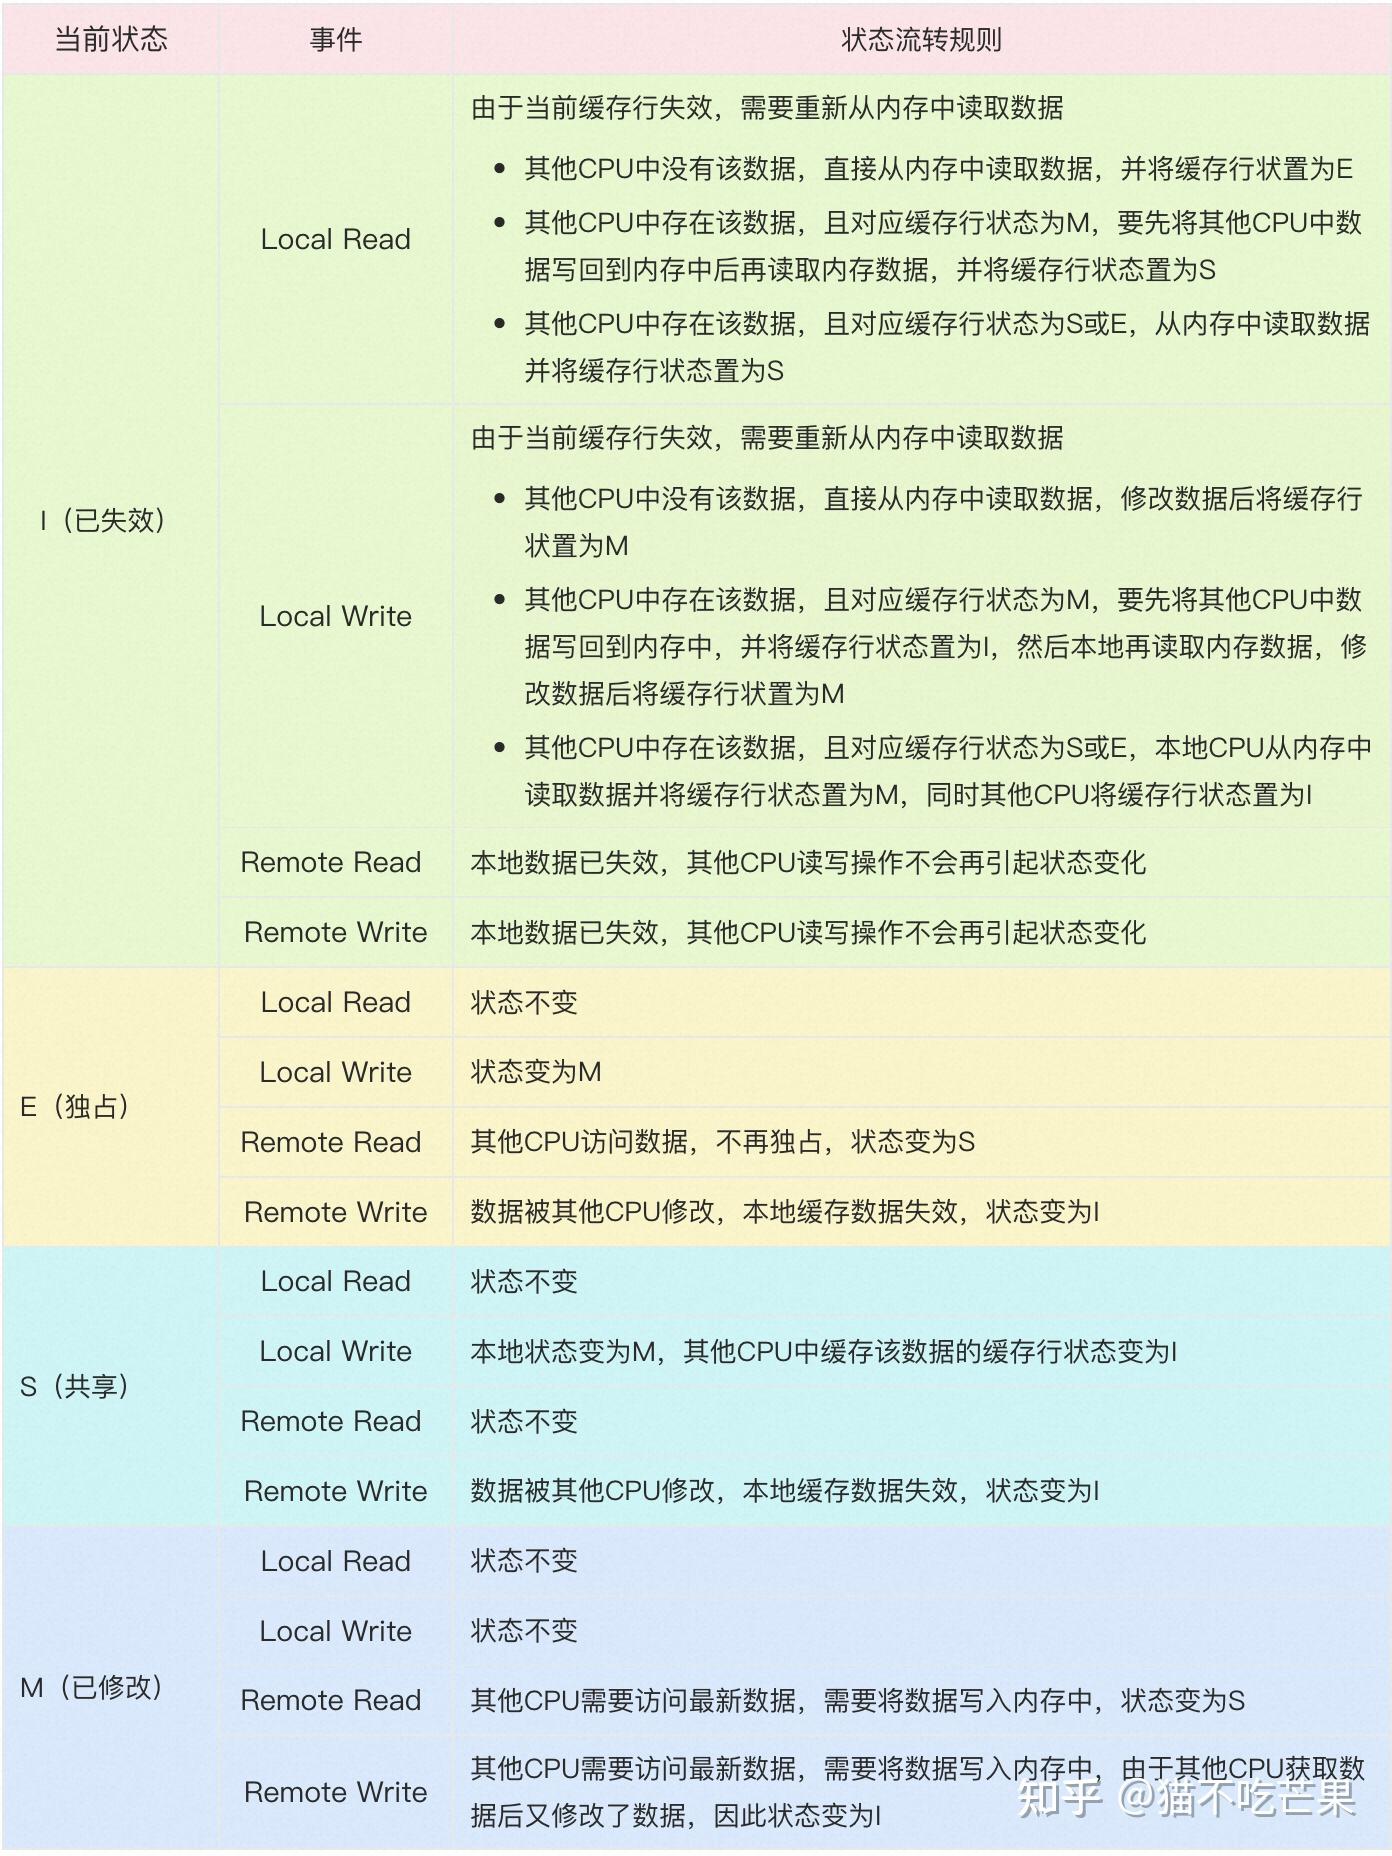 当前状态 事件 状态流转规则
由于当前缓存行失效，需要重新从内存中读取数据
• 其他CPU中没有该数据，直接从内存中读取数据，并将缓存行状置为E
• 其他CPU中存在该数据，且对应缓存行状态为M，要先将其他CPU中数
据写回到内存中后再读取内存数据，并将缓存行状态置为S
Local Read
• 其他CPU中存在该数据，且对应缓存行状态为S或E，从内存中读取数据
并将缓存行状态置为S
由于当前缓存行失效，需要重新从内存中读取数据
• 其他CPU中没有该数据，直接从内存中读取数据，修改数据后将缓存行
状置为M
I（已失效）
• 其他CPU中存在该数据，且对应缓存行状态为M，要先将其他CPU中数
据写回到内存中，并将缓存行状态置为I，然后本地再读取内存数据，修
改数据后将缓存行状置为M
Local Write
• 其他CPU中存在该数据，且对应缓存行状态为S或E，本地CPU从内存中
读取数据并将缓存行状态置为M，同时其他CPU将缓存行状态置为I
Remote Read 本地数据已失效，其他CPU读写操作不会再引起状态变化
Remote Write 本地数据已失效，其他CPU读写操作不会再引起状态变化
Local Read 状态不变
Local Write 状态变为M
E（独占）
Remote Read 其他CPU访问数据，不再独占，状态变为S
Remote Write 数据被其他CPU修改，本地缓存数据失效，状态变为I
Local Read 状态不变
Local Write 本地状态变为M，其他CPU中缓存该数据的缓存行状态变为I
S（共享）
Remote Read 状态不变
Remote Write 数据被其他CPU修改，本地缓存数据失效，状态变为I
Local Read 状态不变
Local Write 状态不变
M（已修改）
Remote Read 其他CPU需要访问最新数据，需要将数据写入内存中，状态变为S
Remote Write 其他CPU需要访问最新数据，需要将数据写入内存中，由于其他CPU获取数
据后又修改了数据，因此状态变为I
知乎 @猫不吃芒果